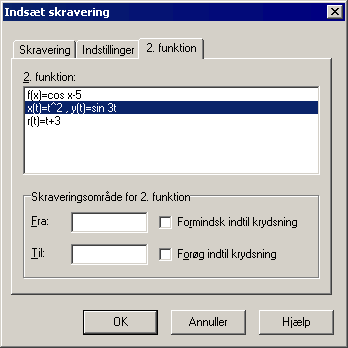 Indsæt skravering
Skravering Indstillinger 2. funktion
2. funktion:
f(x)=cos x-5
x(t)=t^2 , y(t)=sin 3t
r(t)=t+3
Skraveringsområde for 2. funktion
Fra: Formindsk indtil krydsning
Til: Forøg indtil krydsning
OK Annuller Hjælp